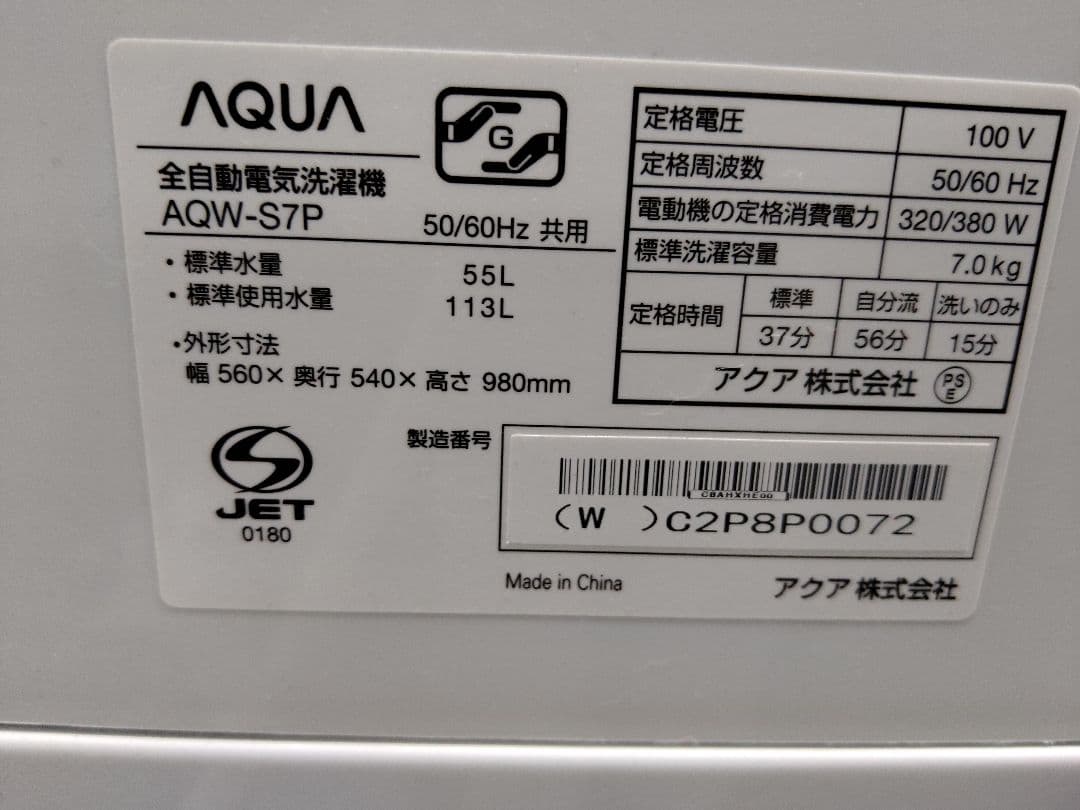 AQUA
G
全自動電気洗濯機
AQW-S7P
50/60Hz 共用
・標準水量 55L
・標準使用水量 113L
・外形寸法
幅 560× 奥行 540× 高さ 980mm
定格電圧 100 V
定格周波数 50/60 Hz
電動機の定格消費電力 320/380 W
標準洗濯容量 7.0kg
定格時間 標準 自分流 洗いのみ
37分 56分 15分
アクア 株式会社 PSE
JET
0180
製造番号
CBAHXHE00
(W )C2P8P0072
Made in China
アクア 株式会社